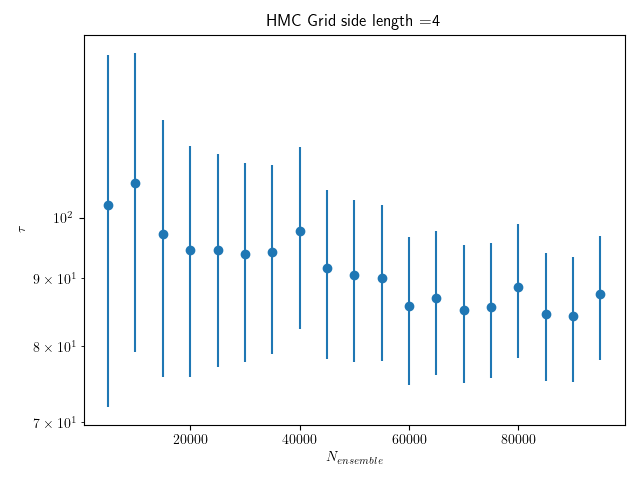 HMC Grid side length =4
τ
10²
9 × 10¹
8 × 10¹
7 × 10¹
20000 40000 60000 80000
N_ensemble